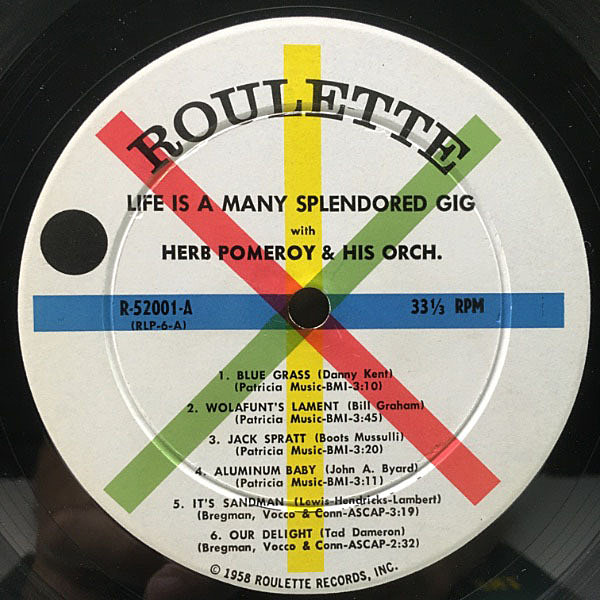 ROULETTE
LIFE IS A MANY SPLENDORED GIG
with
HERB POMEROY & HIS ORCH.
R-52001-A 33⅓ RPM
(RLP-6-A)
1. BLUE GRASS (Danny Kent)
(Patricia Music-BMI-3:10)
2. WOLAFUNT'S LAMENT (Bill Graham)
(Patricia Music-BMI-3:45)
3. JACK SPRATT (Boots Mussulli)
(Patricia Music-BMI-3:20)
4. ALUMINUM BABY (John A. Byard)
(Patricia Music-BMI-3:11)
5. IT'S SANDMAN (Lewis-Hendricks-Lambert)
(Bregman, Vocco & Conn-ASCAP-3:19)
6. OUR DELIGHT (Tad Dameron)
(Bregman, Vocco & Conn-ASCAP-2:32)
© 1958 ROULETTE RECORDS, INC.